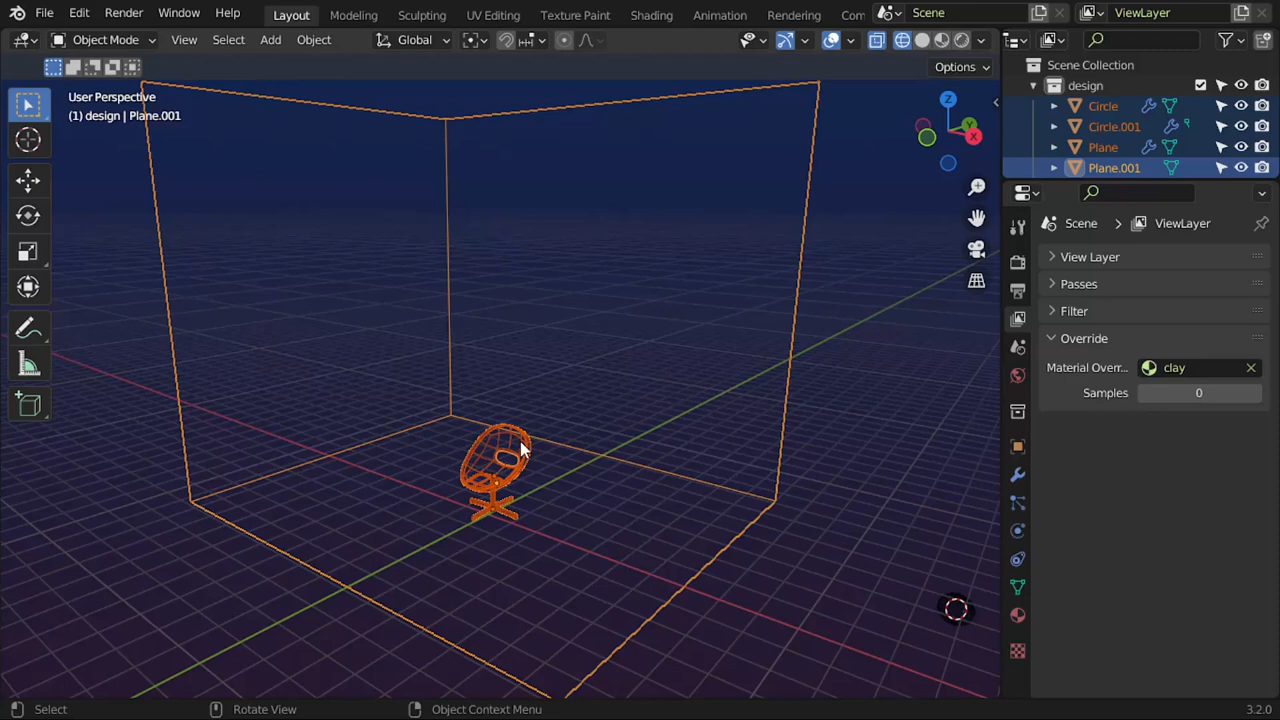 File Edit Render Window Help Layout Modeling Sculpting UV Editing Texture Paint Shading Animation Rendering Com Scene ViewLayer
Object Mode View Select Add Object Global
Options
User Perspective
(1) design | Plane.001
Z
Y
X
Scene Collection
design
Circle
Circle.001
Plane
Plane.001
Scene ViewLayer
View Layer
Passes
Filter
Override
Material Overr... clay
Samples 0
Select Rotate View Object Context Menu 3.2.0